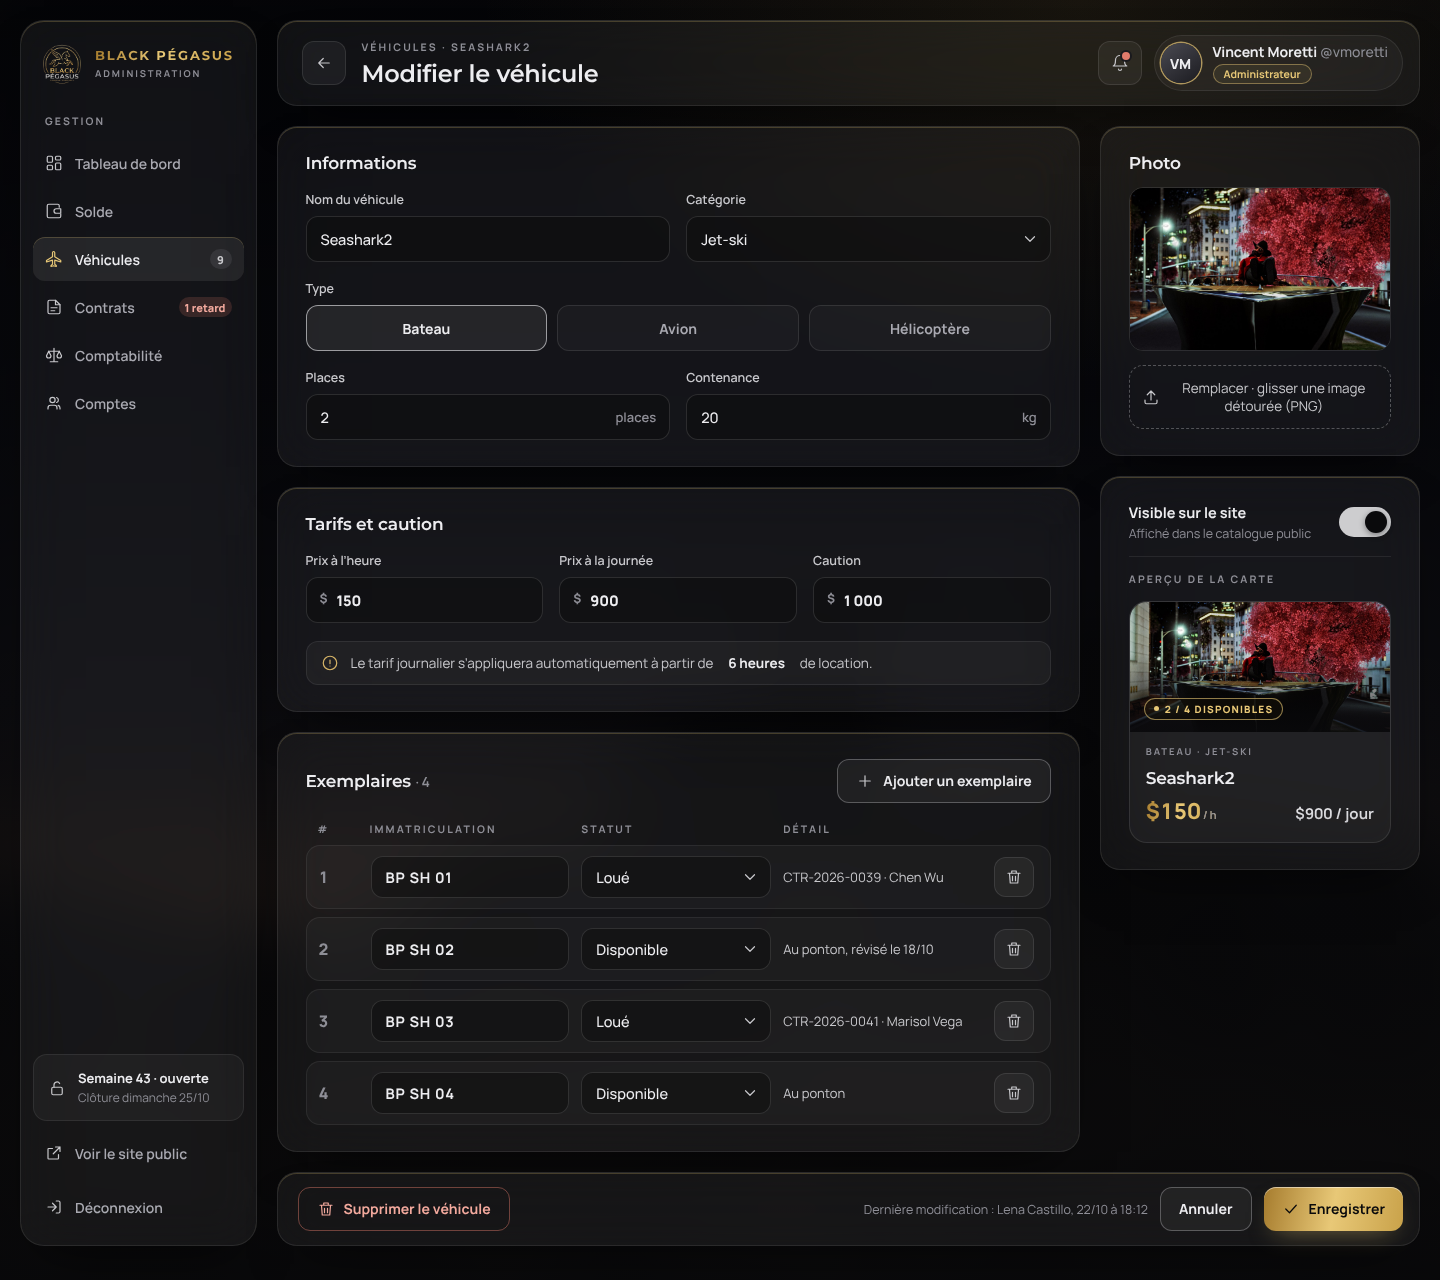 BLACK PÉGASUS
ADMINISTRATION
BLACK
PÉGASUS
GESTION
Tableau de bord
Solde
Véhicules 9
Contrats 1 retard
Comptabilité
Comptes
Semaine 43 · ouverte
Clôture dimanche 25/10
Voir le site public
Déconnexion
VÉHICULES · SEASHARK2
Modifier le véhicule
VM
Vincent Moretti @vmoretti
Administrateur
Informations
Nom du véhicule
Seashark2
Catégorie
Jet-ski
Type
Bateau
Avion
Hélicoptère
Places
2 places
Contenance
20 kg
Tarifs et caution
Prix à l'heure
$ 150
Prix à la journée
$ 900
Caution
$ 1 000
Le tarif journalier s'appliquera automatiquement à partir de 6 heures de location.
Exemplaires · 4
Ajouter un exemplaire
# IMMATRICULATION STATUT DÉTAIL
1 BP SH 01 Loué CTR-2026-0039 · Chen Wu
2 BP SH 02 Disponible Au ponton, révisé le 18/10
3 BP SH 03 Loué CTR-2026-0041 · Marisol Vega
4 BP SH 04 Disponible Au ponton
Photo
Remplacer · glisser une image
détourée (PNG)
Visible sur le site
Affiché dans le catalogue public
APERÇU DE LA CARTE
2 / 4 DISPONIBLES
BATEAU · JET-SKI
Seashark2
$150 / h
$900 / jour
Supprimer le véhicule
Dernière modification : Lena Castillo, 22/10 à 18:12
Annuler
Enregistrer